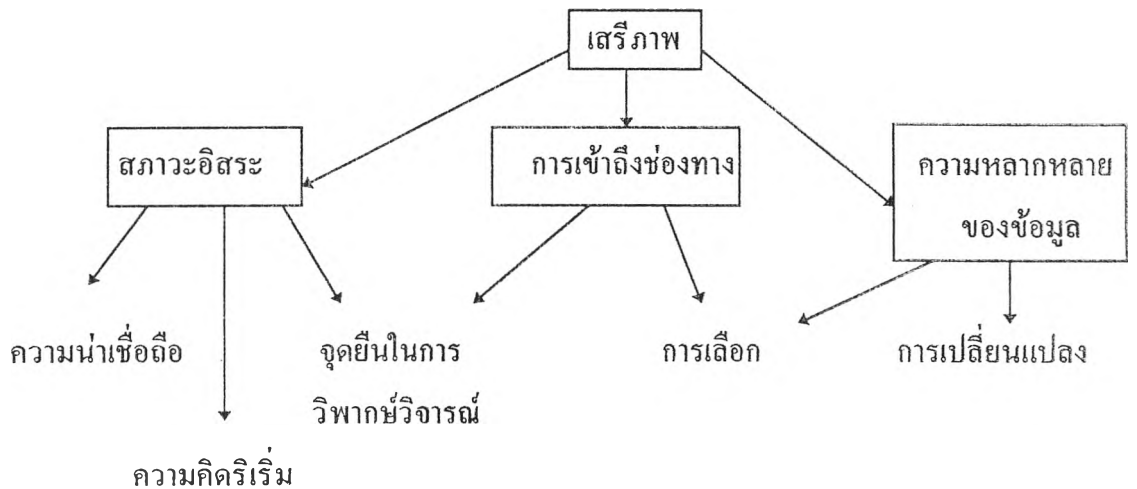 เสรีภาพ
สภาวะอิสระ
การเข้าถึงช่องทาง
ความหลากหลาย
ของข้อมูล
ความน่าเชื่อถือ
จุดยืนในการ
วิพากษ์วิจารณ์
การเลือก
การเปลี่ยนแปลง
ความคิดริเริ่ม